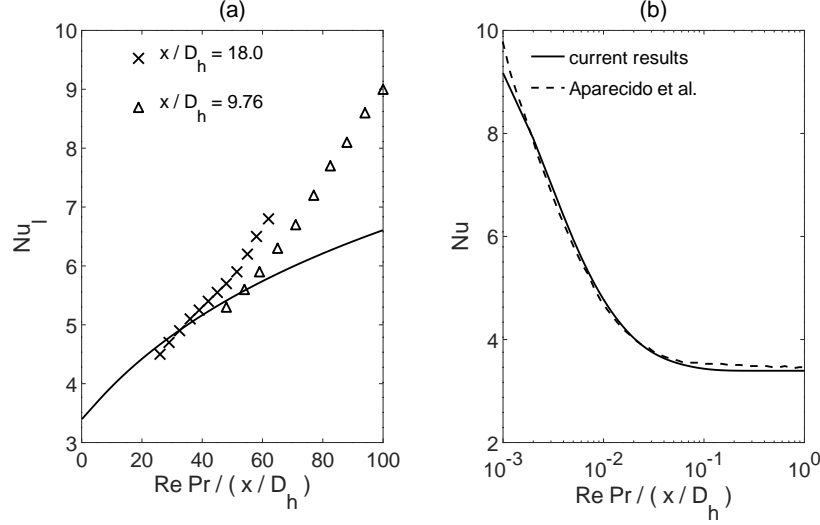 (a)
10
9
8
7
6
5
4
3
Nu_l
x / D_h = 18.0
x / D_h = 9.76
0 20 40 60 80 100
Re Pr / ( x / D_h )
(b)
10
8
6
4
2
Nu
current results
Aparecido et al.
10^-3 10^-2 10^-1 10^0
Re Pr / ( x / D_h )